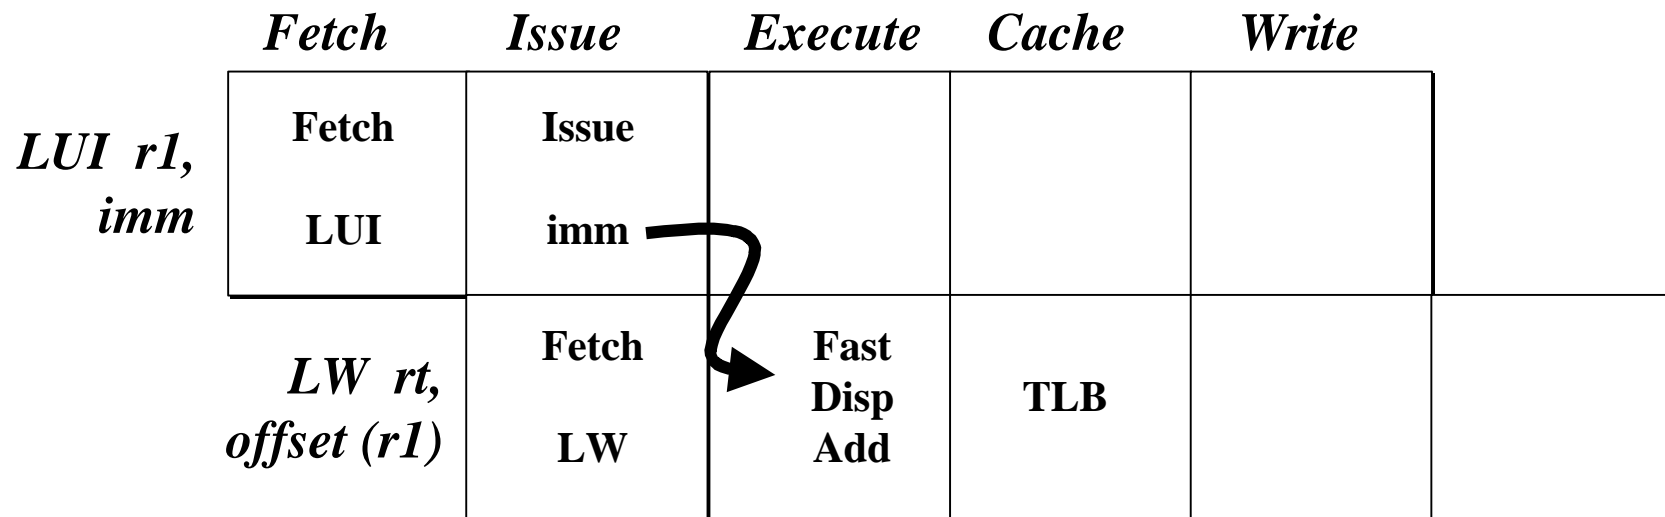 Fetch Issue Execute Cache Write
LUI r1,
imm
Fetch
LUI
Issue
imm
LW rt,
offset (r1)
Fetch
LW
Fast
Disp
Add
TLB